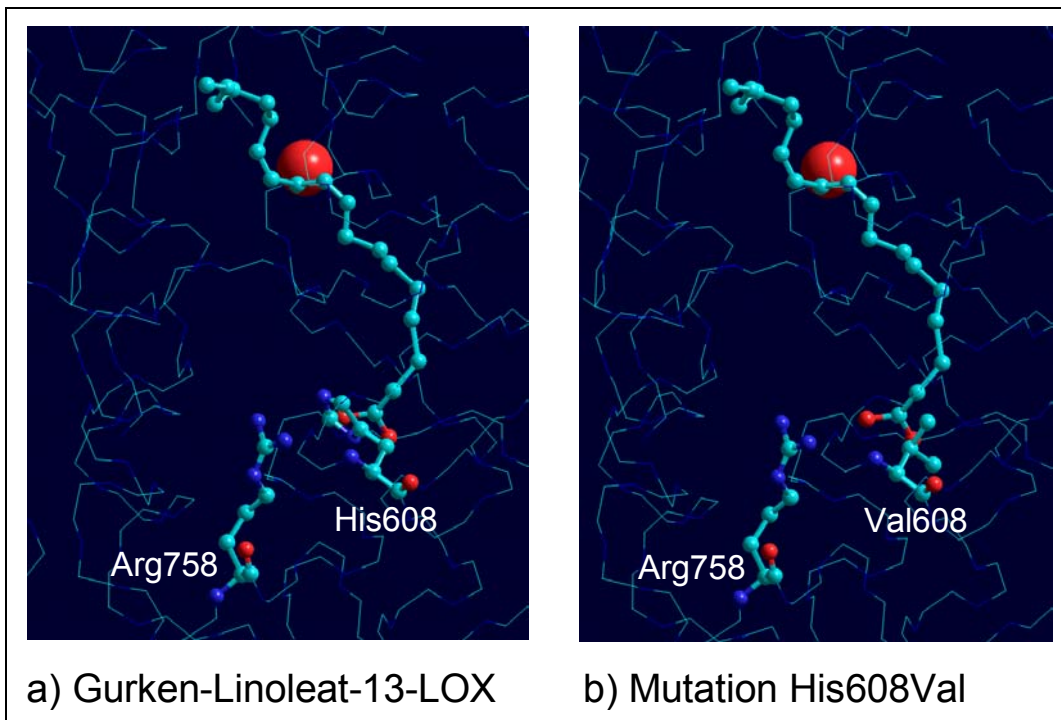 His608
Arg758
Val608
Arg758
a) Gurken-Linoleat-13-LOX
b) Mutation His608Val